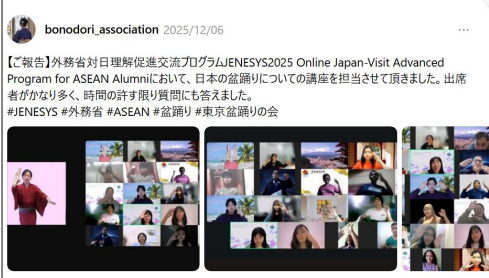 bonodori_association 2025/12/06
【ご報告】外務省対日理解促進交流プログラムJENESYS2025 Online Japan-Visit Advanced
Program for ASEAN Alumniにおいて、日本の盆踊りについての講座を担当させて頂きました。出席
者がかなり多く、時間の許す限り質問にも答えました。
#JENESYS #外務省 #ASEAN #盆踊り #東京盆踊りの会